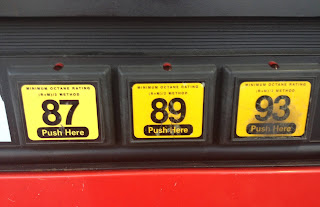 MINIMUM OCTANE RATING
(R+M)/2 METHOD
87
Push Here
MINIMUM OCTANE RATING
(R+M)/2 METHOD
89
Push Here
MINIMUM OCTANE RATING
(R+M)/2 METHOD
93
Push Here